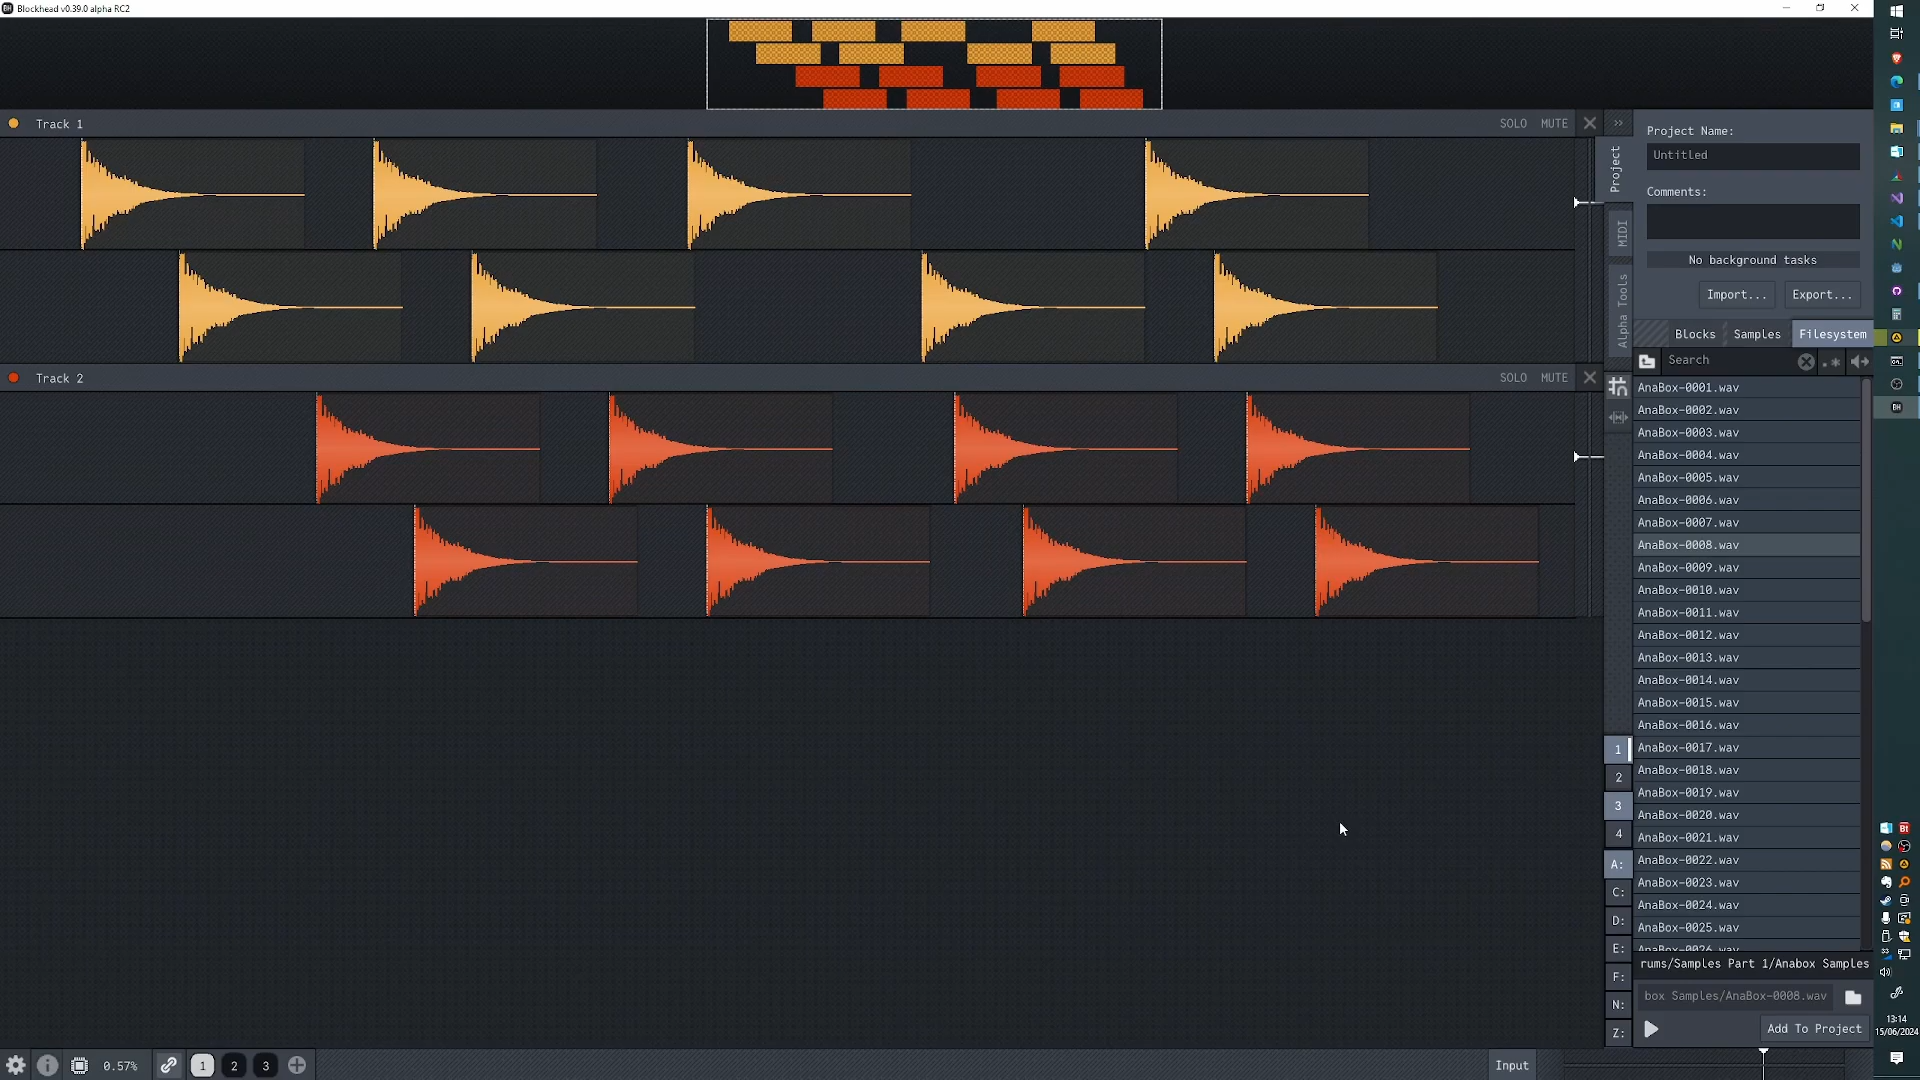 BH Blockhead v0.39.0 alpha RC2
Track 1
SOLO MUTE
Track 2
SOLO MUTE
Project
MIDI
Alpha Tools
Project Name:
Untitled
Comments:
No background tasks
Import... Export...
Blocks Samples Filesystem
Search
. *
AnaBox-0001.wav
AnaBox-0002.wav
AnaBox-0003.wav
AnaBox-0004.wav
AnaBox-0005.wav
AnaBox-0006.wav
AnaBox-0007.wav
AnaBox-0008.wav
AnaBox-0009.wav
AnaBox-0010.wav
AnaBox-0011.wav
AnaBox-0012.wav
AnaBox-0013.wav
AnaBox-0014.wav
AnaBox-0015.wav
AnaBox-0016.wav
AnaBox-0017.wav
AnaBox-0018.wav
AnaBox-0019.wav
AnaBox-0020.wav
AnaBox-0021.wav
AnaBox-0022.wav
AnaBox-0023.wav
AnaBox-0024.wav
AnaBox-0025.wav
AnaBox-0026.wav
1
2
3
4
A:
C:
D:
E:
F:
N:
Z:
rums/Samples Part 1/Anabox Samples
box Samples/AnaBox-0008.wav
Add To Project
0.57% 1 2 3
Input
BH
13:14
15/06/2024